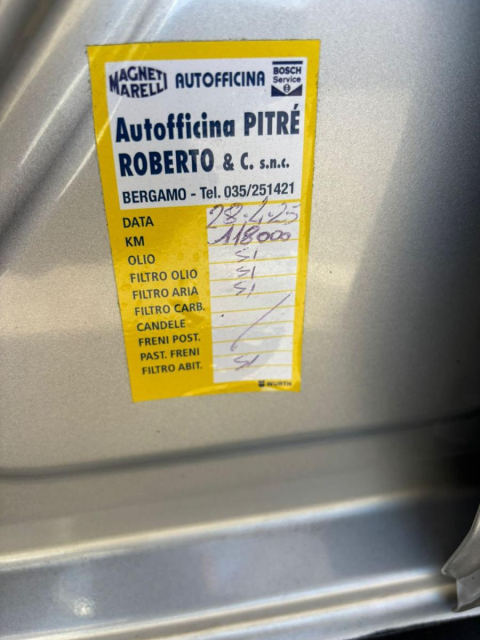 MAGNETI MARELLI AUTOFFICINA BOSCH Service
Autofficina PITRÉ
ROBERTO & C. s.n.c.
BERGAMO - Tel. 035/251421
DATA 28.4.25
KM 118000
OLIO SI
FILTRO OLIO SI
FILTRO ARIA SI
FILTRO CARB.
CANDELE
FRENI POST.
PAST. FRENI
FILTRO ABIT. SI
WÜRTH